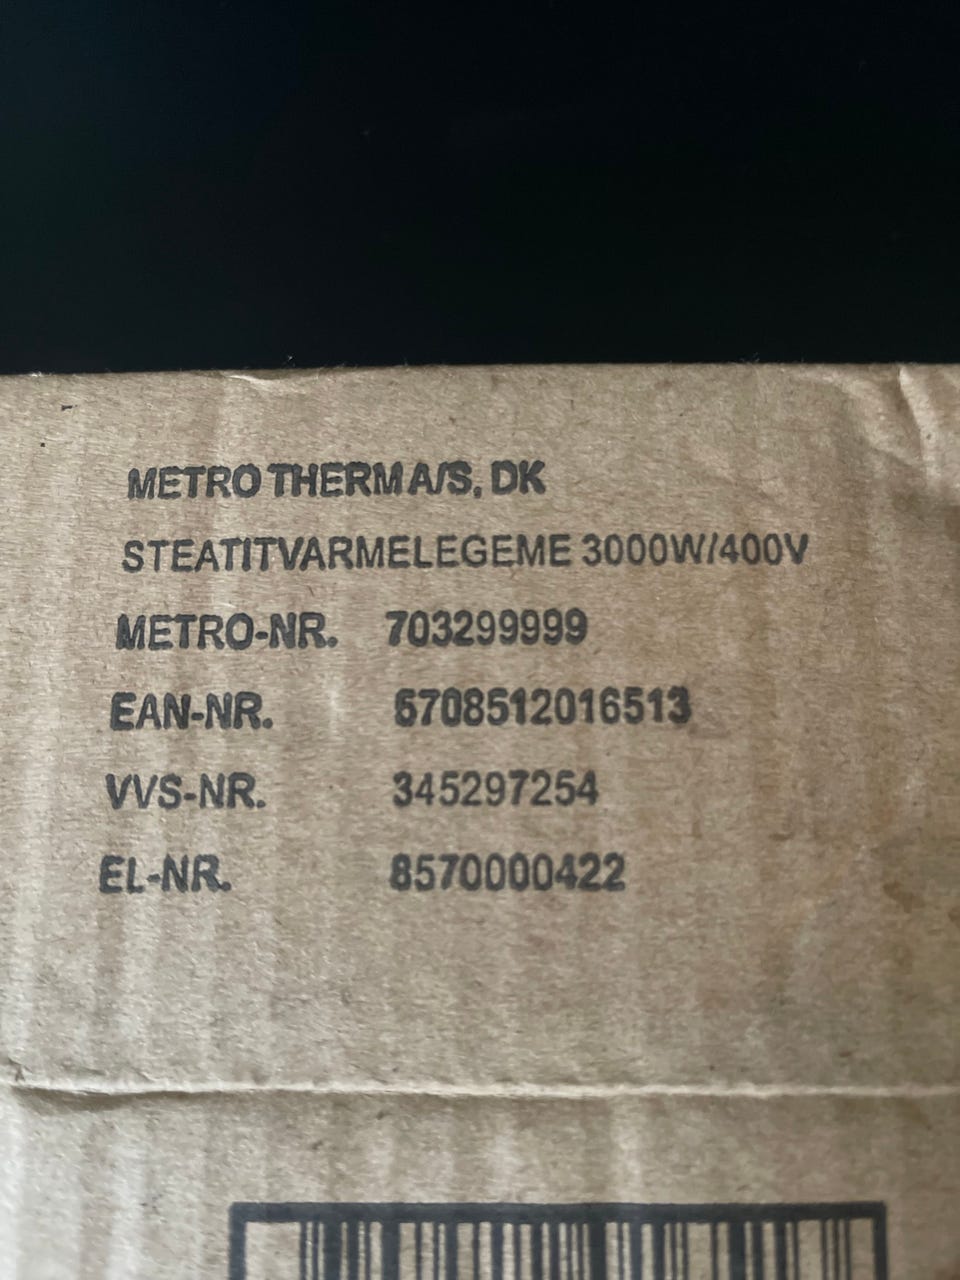 METRO THERM A/S, DK
STEATITVARMELEGEME 3000W/400V
METRO-NR. 703299999
EAN-NR. 5708512016513
VVS-NR. 345297254
EL-NR. 8570000422